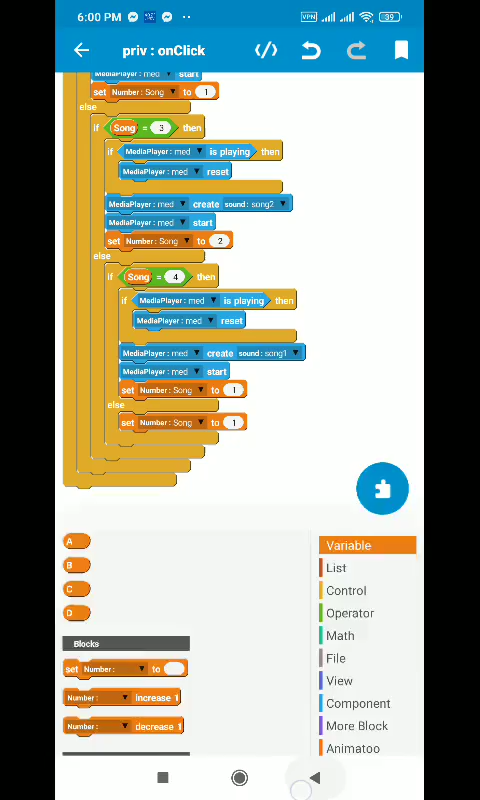 6:00 PM VPN 39
priv : onClick
MediaPlayer : med start
set Number : Song to 1
else
if Song = 3 then
if MediaPlayer : med is playing then
MediaPlayer : med reset
MediaPlayer : med create sound : song2
MediaPlayer : med start
set Number : Song to 2
else
if Song = 4 then
if MediaPlayer : med is playing then
MediaPlayer : med reset
MediaPlayer : med create sound : song1
MediaPlayer : med start
set Number : Song to 1
else
set Number : Song to 1
A
B
C
D
Blocks
set Number : to
Number : increase 1
Number : decrease 1
Variable
List
Control
Operator
Math
File
View
Component
More Block
Animatoo